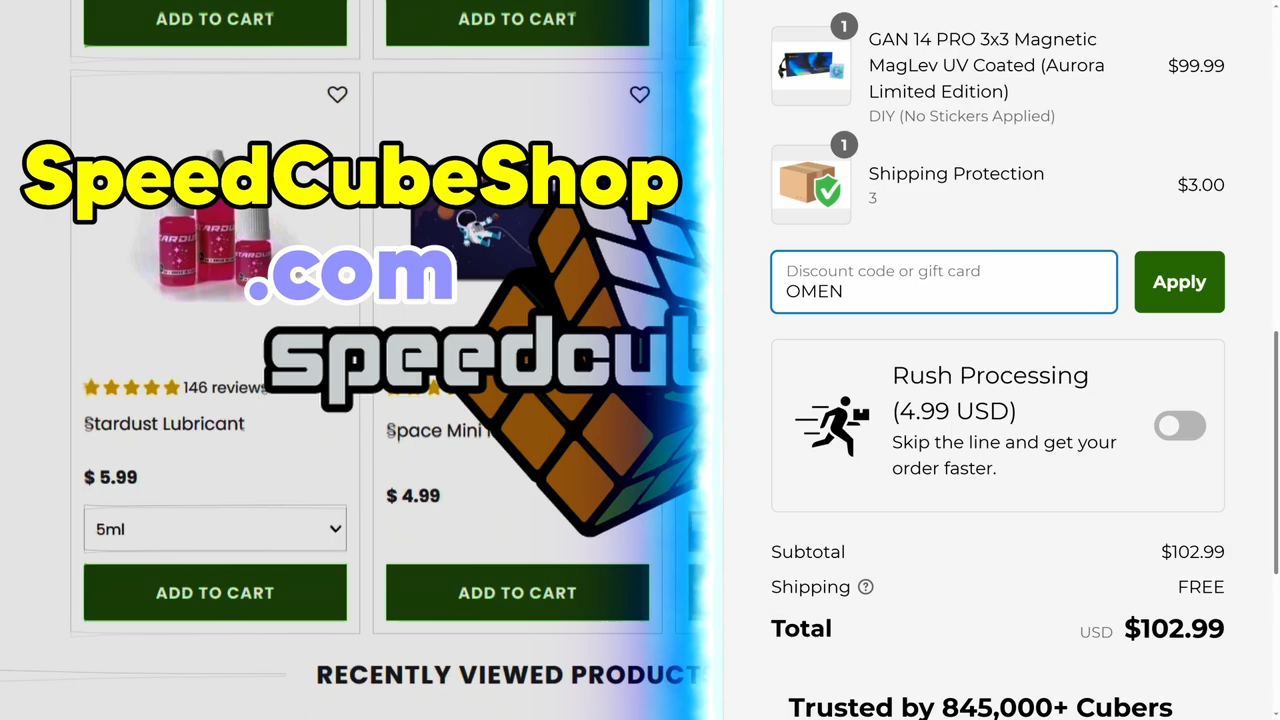 ADD TO CART
ADD TO CART
SpeedCubeShop
.com
speedcub
146 reviews
Stardust Lubricant
Space Mini
$ 5.99
$ 4.99
5ml
ADD TO CART
ADD TO CART
RECENTLY VIEWED PRODUCTS
1
GAN 14 PRO 3x3 Magnetic
MagLev UV Coated (Aurora
Limited Edition)
$99.99
DIY (No Stickers Applied)
1
Shipping Protection
3
$3.00
Discount code or gift card
OMEN
Apply
Rush Processing
(4.99 USD)
Skip the line and get your
order faster.
Subtotal
$102.99
Shipping
FREE
Total
USD $102.99
Trusted by 845,000+ Cubers